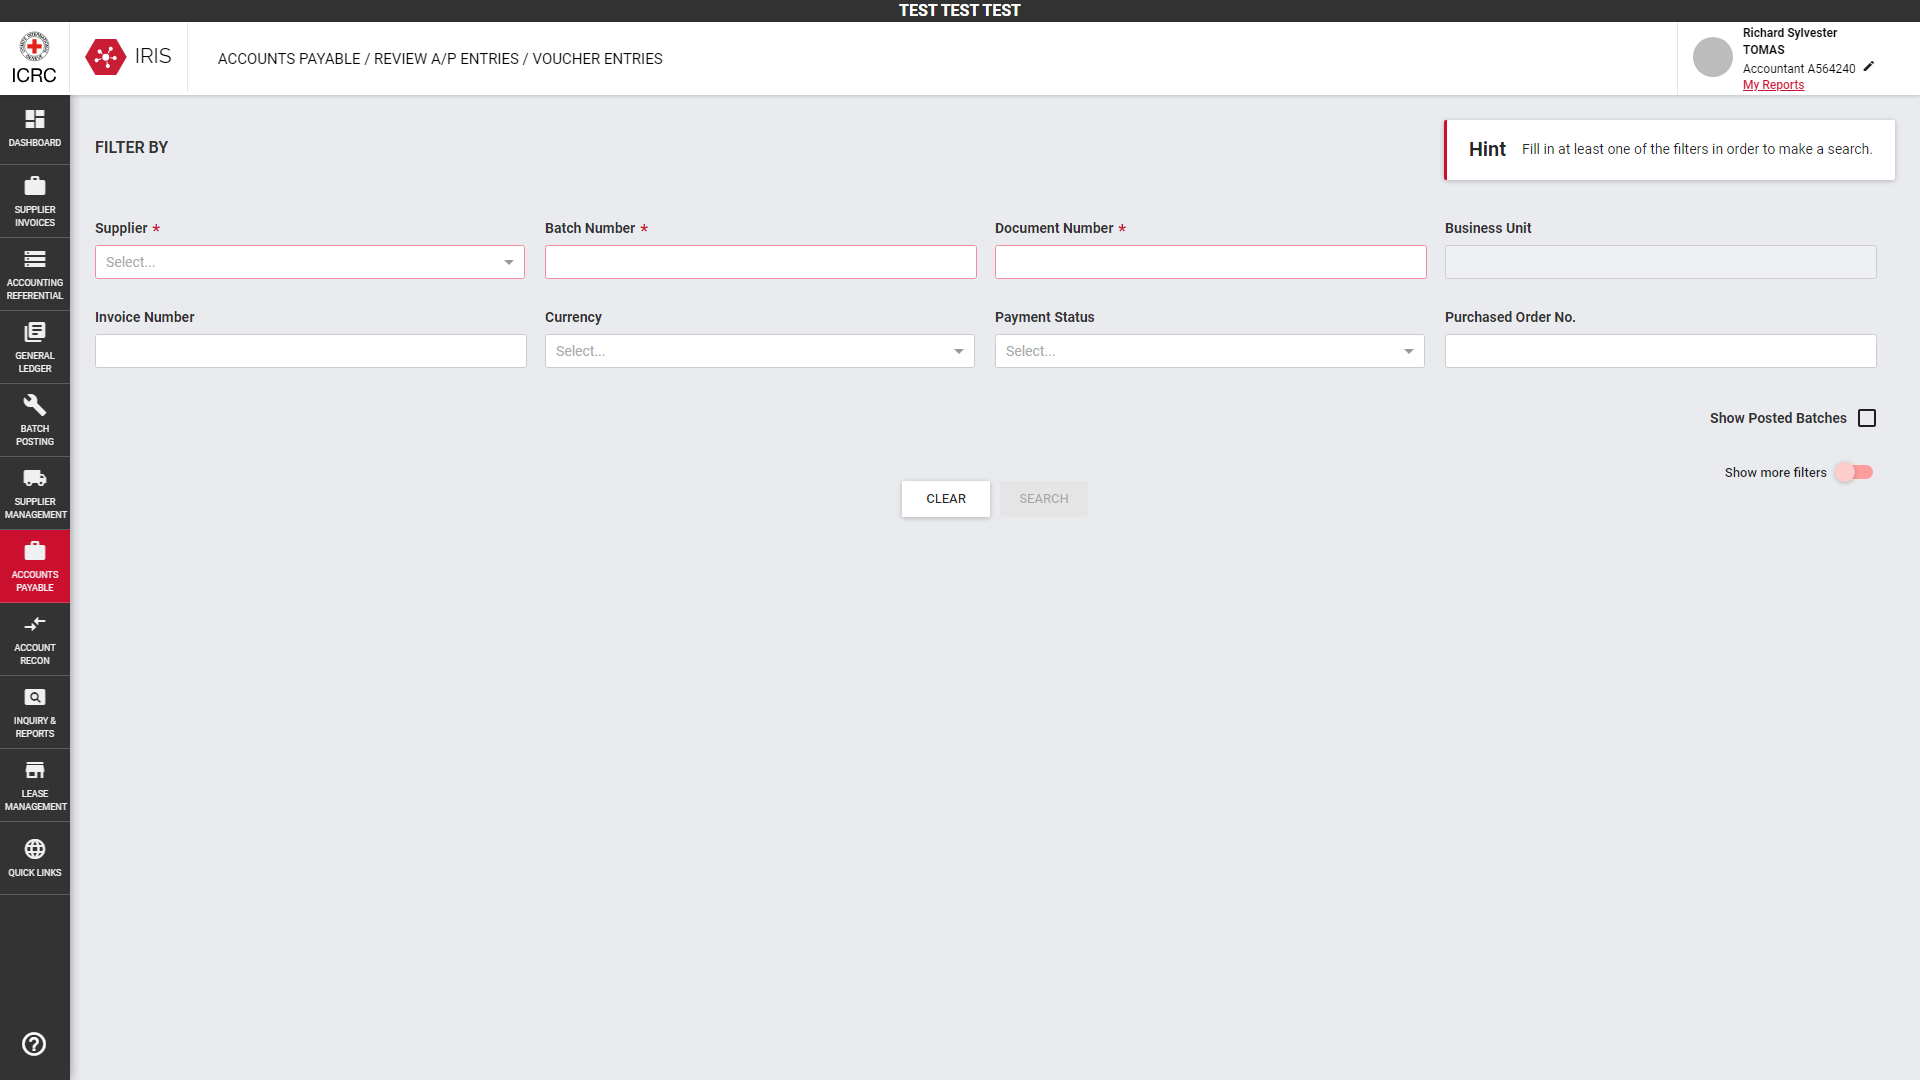 TEST TEST TEST
ICRC
IRIS
ACCOUNTS PAYABLE / REVIEW A/P ENTRIES / VOUCHER ENTRIES
Richard Sylvester
TOMAS
Accountant A564240
My Reports
DASHBOARD
SUPPLIER
INVOICES
ACCOUNTING
REFERENTIAL
GENERAL
LEDGER
BATCH
POSTING
SUPPLIER
MANAGEMENT
ACCOUNTS
PAYABLE
ACCOUNT
RECON
INQUIRY &
REPORTS
LEASE
MANAGEMENT
QUICK LINKS
FILTER BY
Hint Fill in at least one of the filters in order to make a search.
Supplier * Batch Number * Document Number * Business Unit
Select...
Invoice Number Currency Payment Status Purchased Order No.
Select... Select...
Show Posted Batches
Show more filters
CLEAR SEARCH